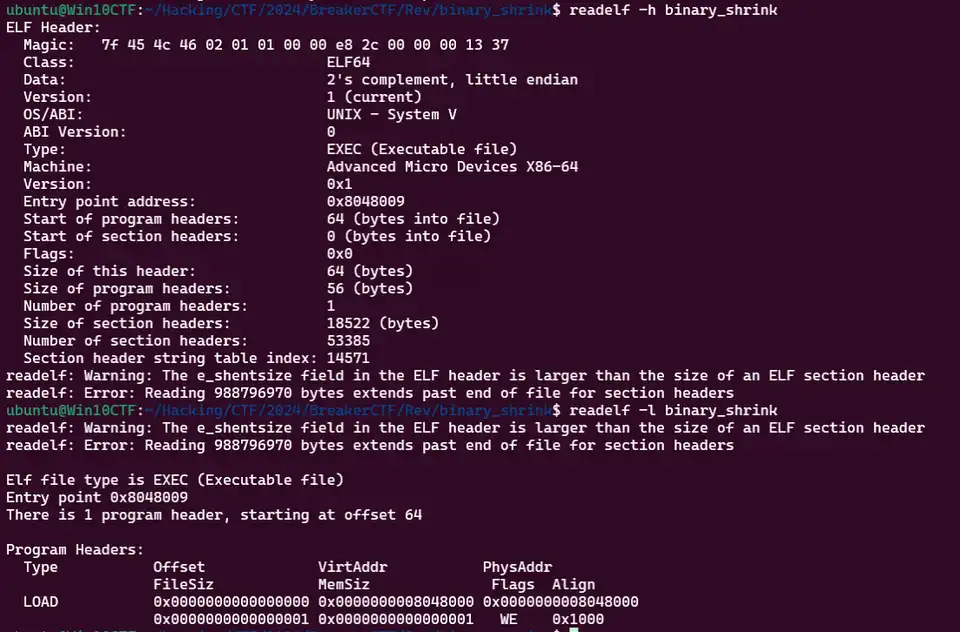 ubuntu@Win10CTF:~/Hacking/CTF/2024/BreakerCTF/Rev/binary_shrink$ readelf -h binary_shrink
ELF Header:
  Magic:   7f 45 4c 46 02 01 01 00 00 e8 2c 00 00 00 13 37
  Class:                             ELF64
  Data:                              2's complement, little endian
  Version:                           1 (current)
  OS/ABI:                            UNIX - System V
  ABI Version:                       0
  Type:                              EXEC (Executable file)
  Machine:                           Advanced Micro Devices X86-64
  Version:                           0x1
  Entry point address:               0x8048009
  Start of program headers:          64 (bytes into file)
  Start of section headers:          0 (bytes into file)
  Flags:                             0x0
  Size of this header:               64 (bytes)
  Size of program headers:           56 (bytes)
  Number of program headers:         1
  Size of section headers:           18522 (bytes)
  Number of section headers:         53385
  Section header string table index: 14571
readelf: Warning: The e_shentsize field in the ELF header is larger than the size of an ELF section header
readelf: Error: Reading 988796970 bytes extends past end of file for section headers
ubuntu@Win10CTF:~/Hacking/CTF/2024/BreakerCTF/Rev/binary_shrink$ readelf -l binary_shrink
readelf: Warning: The e_shentsize field in the ELF header is larger than the size of an ELF section header
readelf: Error: Reading 988796970 bytes extends past end of file for section headers

Elf file type is EXEC (Executable file)
Entry point 0x8048009
There is 1 program header, starting at offset 64

Program Headers:
  Type           Offset             VirtAddr           PhysAddr
                 FileSiz            MemSiz              Flags  Align
  LOAD           0x0000000000000000 0x0000000008048000 0x0000000008048000
                 0x0000000000000001 0x0000000000000001   WE    0x1000